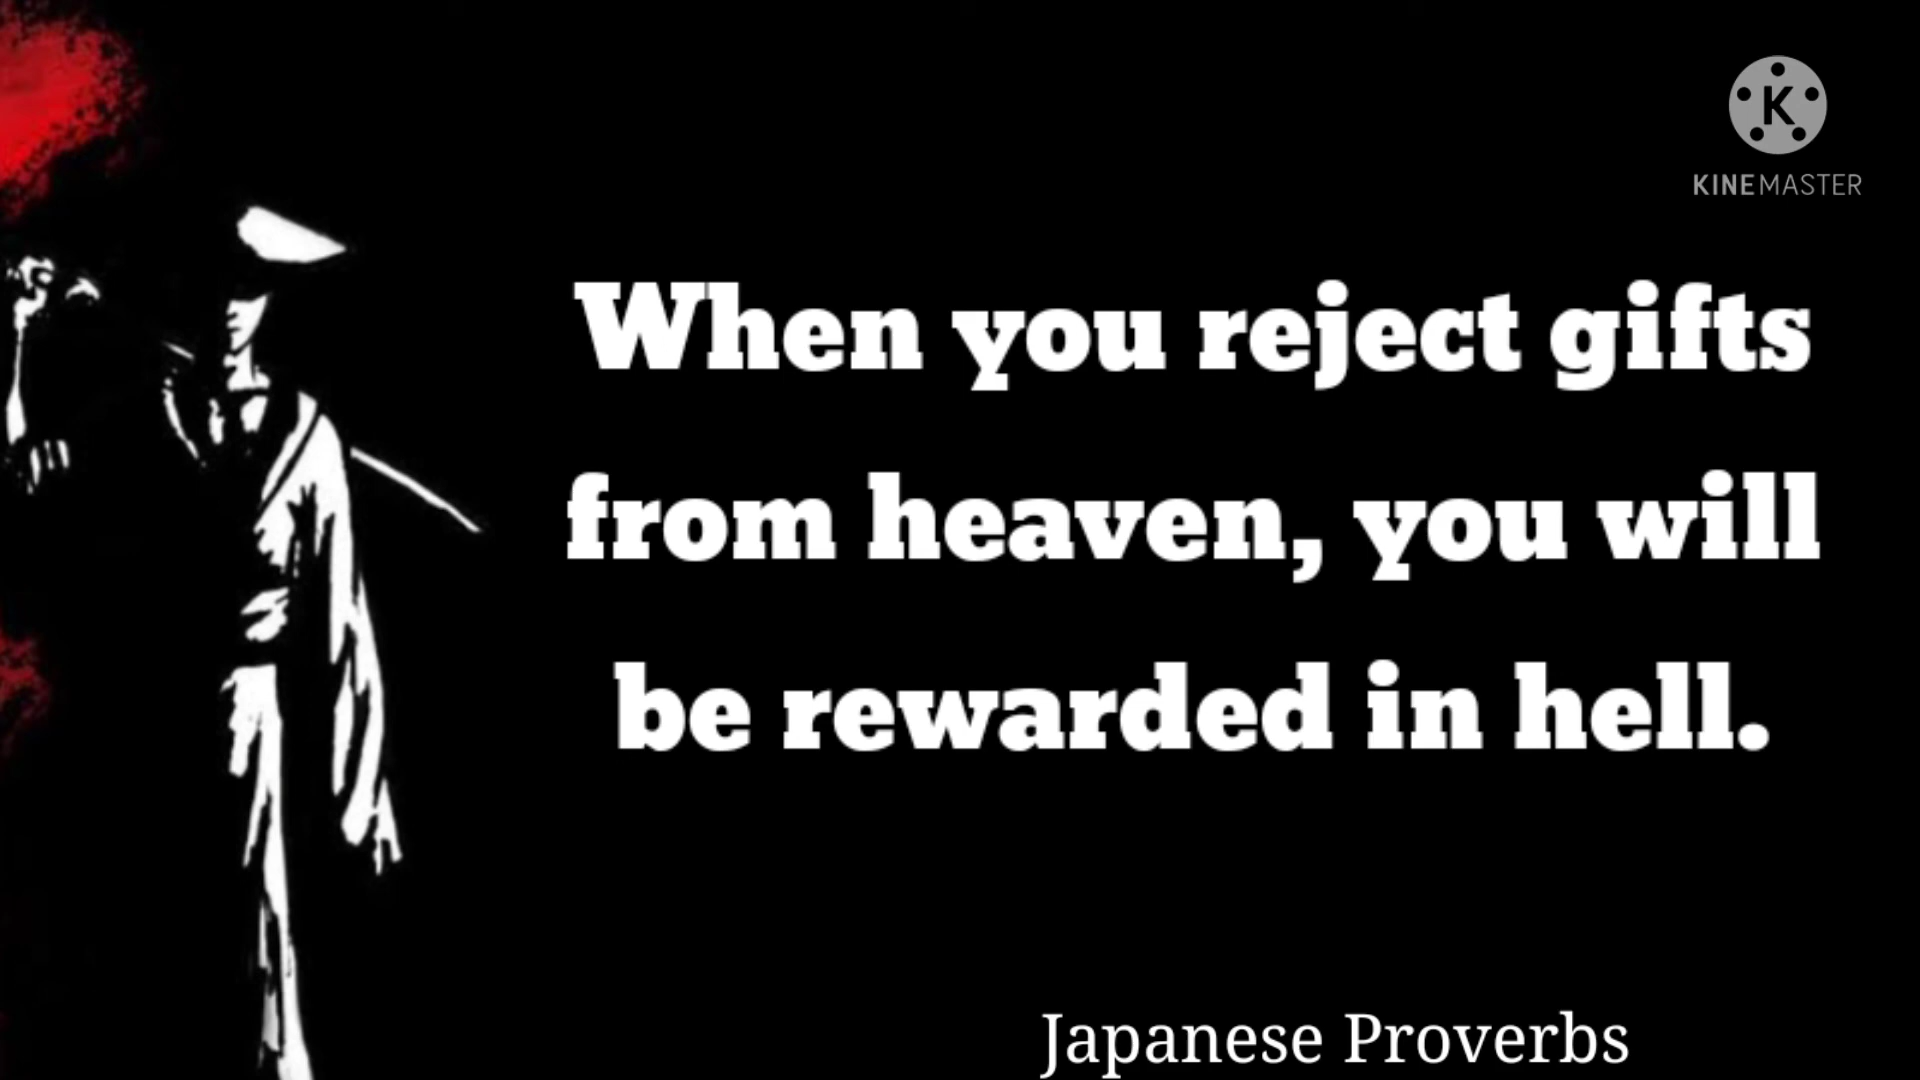 K
KINEMASTER
When you reject gifts
from heaven, you will
be rewarded in hell.
Japanese Proverbs